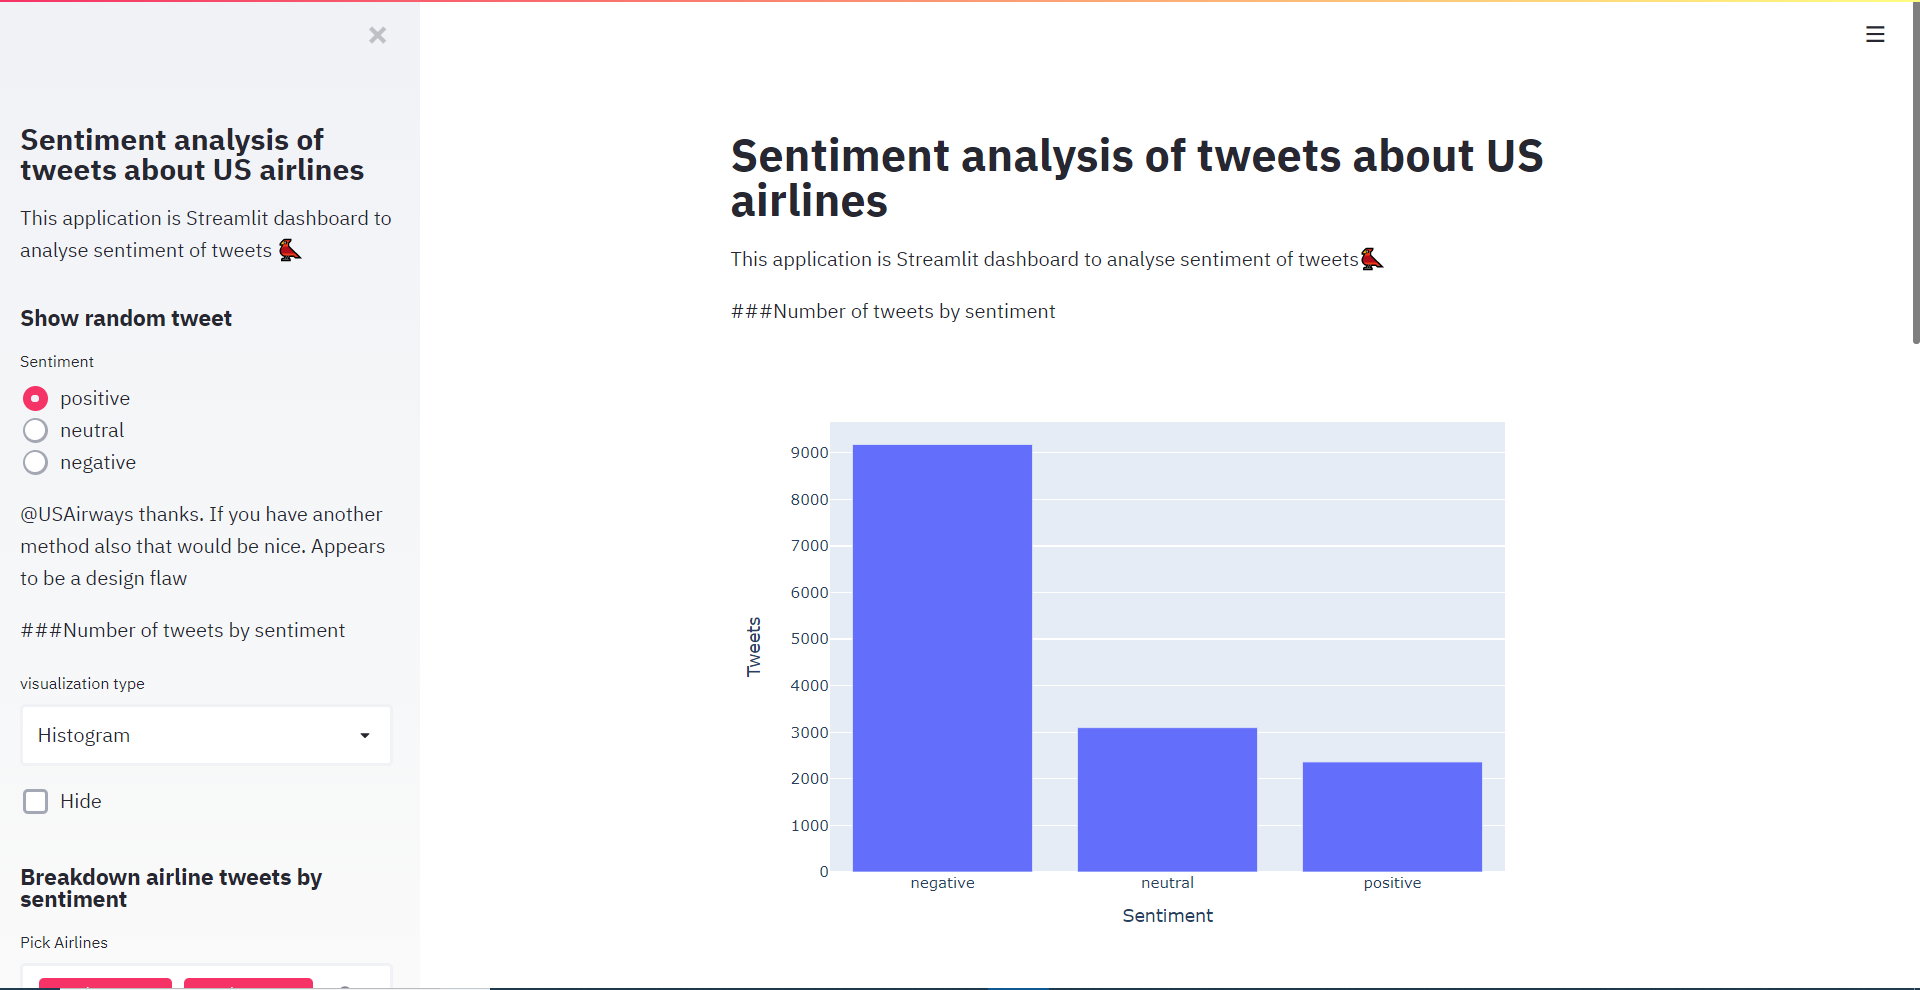 Sentiment analysis of
tweets about US airlines
This application is Streamlit dashboard to
analyse sentiment of tweets
Show random tweet
Sentiment
positive
neutral
negative
@USAirways thanks. If you have another
method also that would be nice. Appears
to be a design flaw
###Number of tweets by sentiment
visualization type
Histogram
Hide
Breakdown airline tweets by
sentiment
Pick Airlines
Sentiment analysis of tweets about US
airlines
This application is Streamlit dashboard to analyse sentiment of tweets
###Number of tweets by sentiment
9000
8000
7000
6000
5000
4000
3000
2000
1000
0
Tweets
negative
neutral
positive
Sentiment